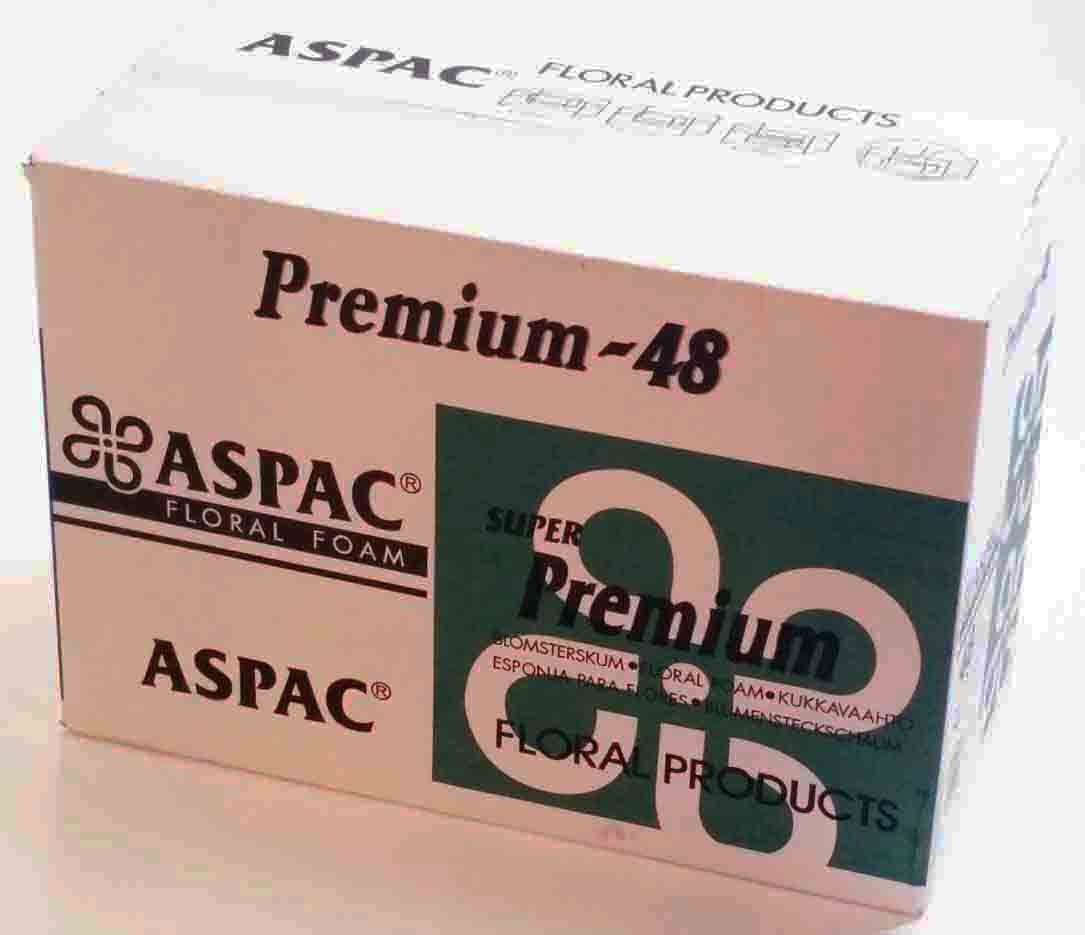 ASPAC® FLORAL PRODUCTS
Premium-48
ASPAC®
FLORAL FOAM
ASPAC®
SUPER
Premium
BLOMSTERSKUM • FLORAL FOAM • KUKKAVAAHTO
ESPONJA PARA FLORES • BLUMENSTECKSCHAUM
FLORAL PRODUCTS